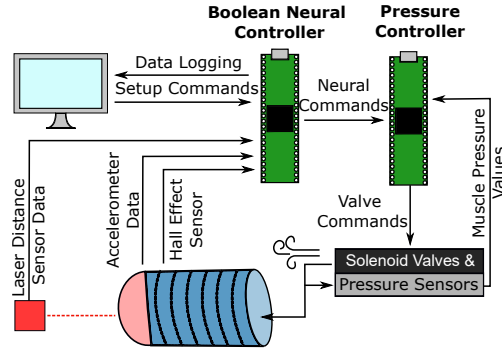 Boolean Neural
Controller
Pressure
Controller
Data Logging
Setup Commands
Neural
Commands
Laser Distance
Sensor Data
Accelerometer
Data
Hall Effect
Sensor
Valve
Commands
Muscle Pressure
Values
Solenoid Valves &
Pressure Sensors